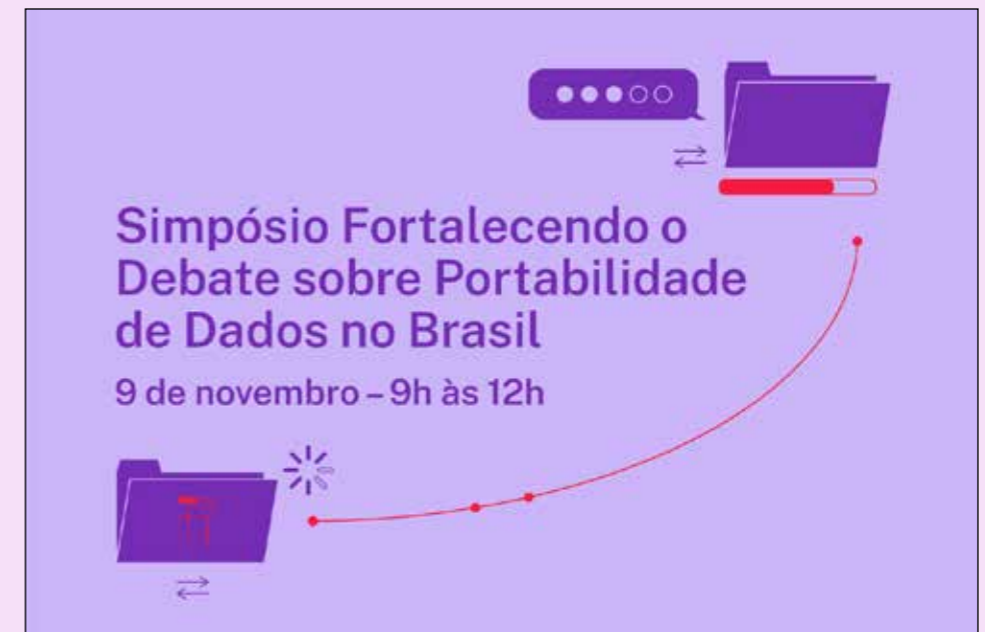 Simpósio Fortalecendo o
Debate sobre Portabilidade
de Dados no Brasil
9 de novembro – 9h às 12h